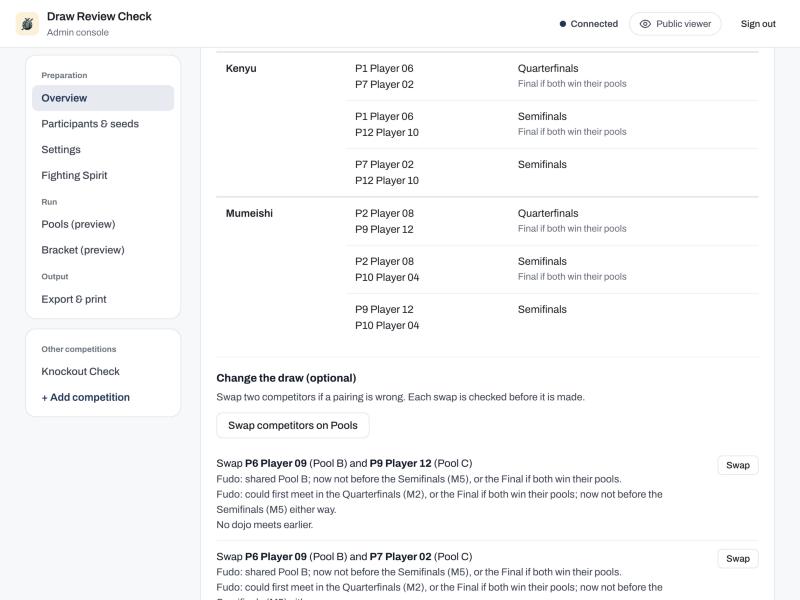 Draw Review Check
Admin console
Connected
Public viewer
Sign out
Preparation
Overview
Participants & seeds
Settings
Fighting Spirit
Run
Pools (preview)
Bracket (preview)
Output
Export & print
Other competitions
Knockout Check
+ Add competition
Kenyu
P1 Player 06
P7 Player 02
Quarterfinals
Final if both win their pools
P1 Player 06
P12 Player 10
Semifinals
Final if both win their pools
P7 Player 02
P12 Player 10
Semifinals
Mumeishi
P2 Player 08
P9 Player 12
Quarterfinals
Final if both win their pools
P2 Player 08
P10 Player 04
Semifinals
Final if both win their pools
P9 Player 12
P10 Player 04
Semifinals
Change the draw (optional)
Swap two competitors if a pairing is wrong. Each swap is checked before it is made.
Swap competitors on Pools
Swap P6 Player 09 (Pool B) and P9 Player 12 (Pool C)
Swap
Fudo: shared Pool B; now not before the Semifinals (M5), or the Final if both win their pools.
Fudo: could first meet in the Quarterfinals (M2), or the Final if both win their pools; now not before the
Semifinals (M5) either way.
No dojo meets earlier.
Swap P6 Player 09 (Pool B) and P7 Player 02 (Pool C)
Swap
Fudo: shared Pool B; now not before the Semifinals (M5), or the Final if both win their pools.
Fudo: could first meet in the Quarterfinals (M2), or the Final if both win their pools; now not before the